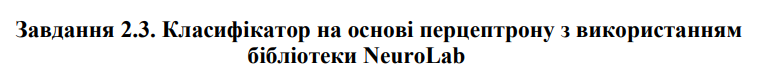 Завдання 2.3. Класифікатор на основі перцептрону з використанням
бібліотеки NeuroLab